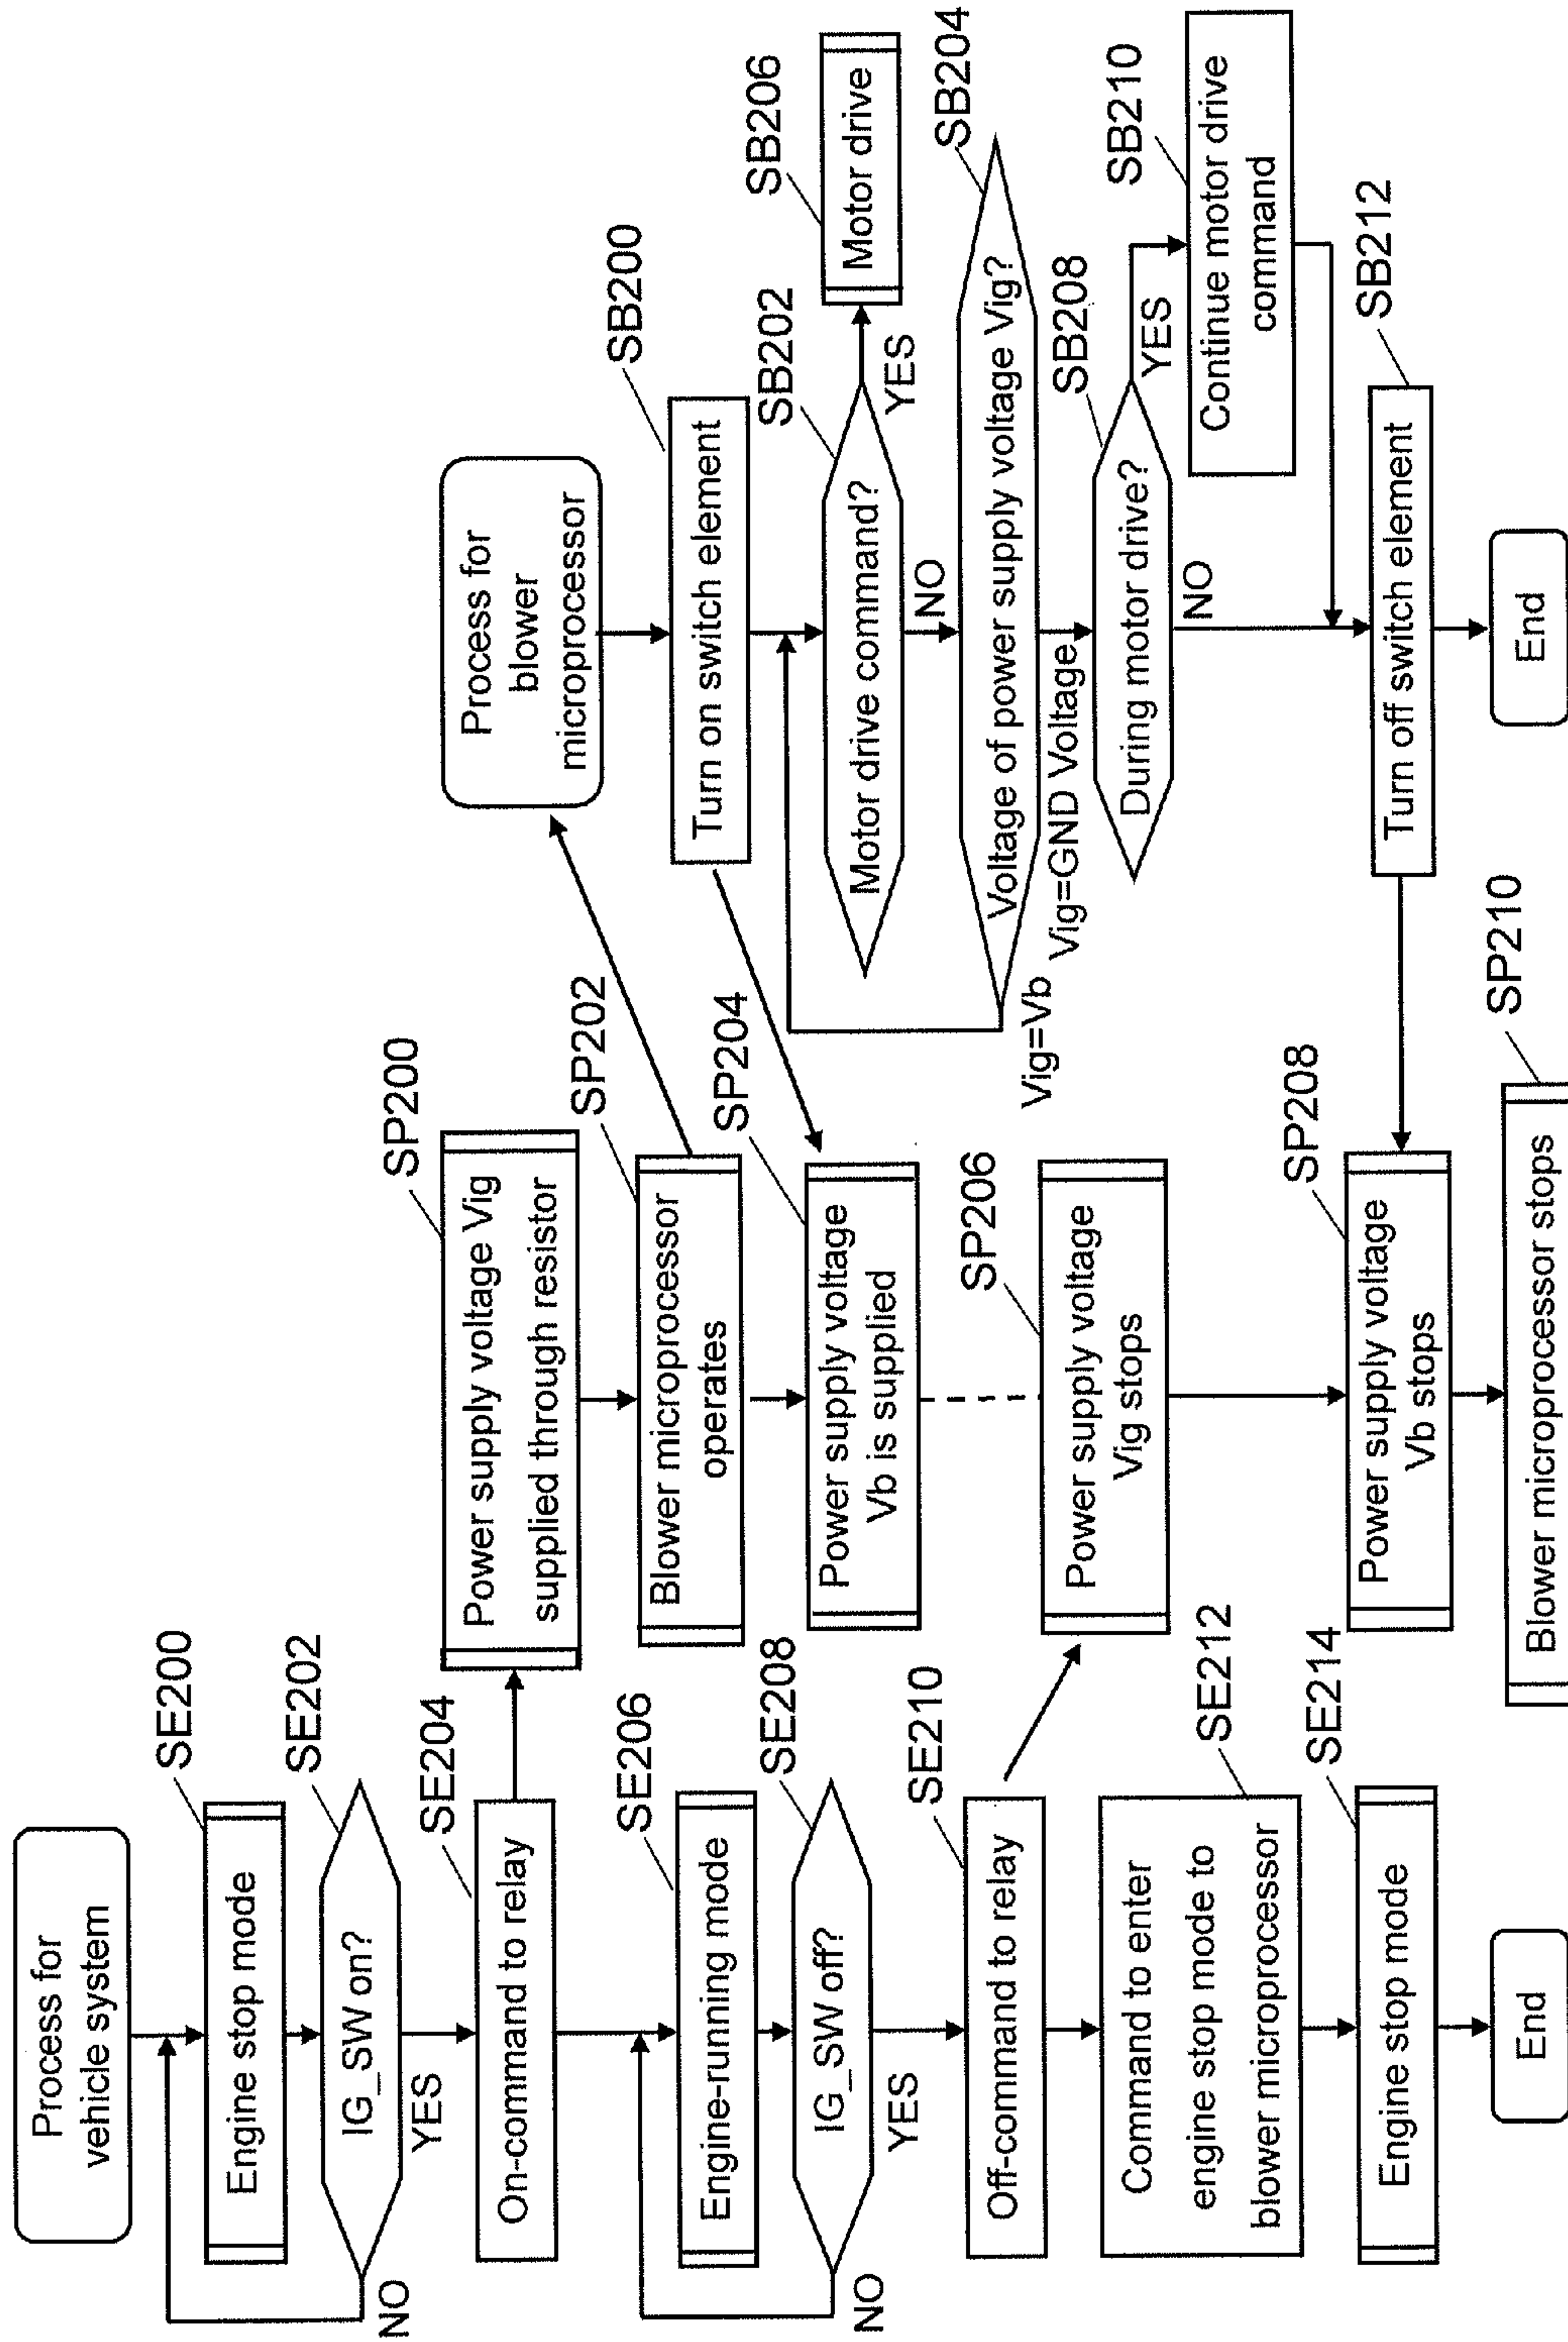 Process for
vehicle system
SE200
Engine stop mode
SE202
IG_SW on?
NO
YES
SE204
On-command to relay
SE206
Engine-running mode
SE208
IG_SW off?
NO
YES
SE210
Off-command to relay
SE212
Command to enter
engine stop mode to
blower microprocessor
SE214
Engine stop mode
End
SP200
Power supply voltage Vig
supplied through resistor
SP202
Blower microprocessor
operates
SP204
Power supply voltage
Vb is supplied
SP206
Power supply voltage
Vig stops
SP208
Power supply voltage
Vb stops
SP210
Blower microprocessor stops
Process for
blower
microprocessor
SB200
Turn on switch element
SB202
Motor drive command?
YES
NO
SB206
Motor drive
SB204
Voltage of power supply voltage Vig?
Vig=Vb
Vig=GND Voltage
SB208
During motor drive?
YES
NO
SB210
Continue motor drive
command
SB212
Turn off switch element
End